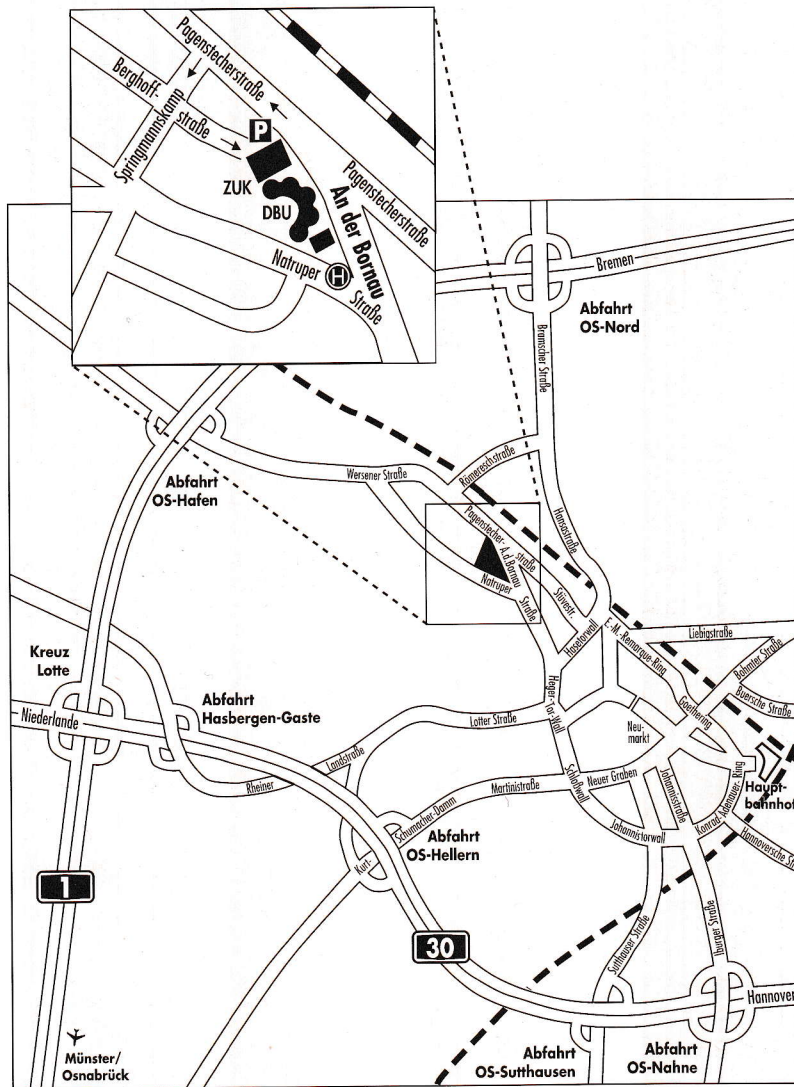 Pagenstecherstraße
Berghoff-
straße
Springmannskamp
P
ZUK
DBU
An der Bornau
Pagenstecherstraße
Natruper
H
Straße
Bremen
Abfahrt
OS-Nord
Bramscher Straße
Abfahrt
OS-Hafen
Wersener Straße
Römereschstraße
Pagenstecher-
straße
A.d.Bornau
Natruper
Straße
Hansastraße
Stüvestr.
Hasetorwall
E.-M.-Remarque-Ring
Liebigstraße
Bohmter Straße
Buersche Straße
Goethering
Kreuz
Lotte
Niederlande
Abfahrt
Hasbergen-Gaste
Lotter Straße
Heger-Tor-Wall
Neu-
markt
Rheiner
Landstraße
Martinistraße
Neuer Graben
Schloßwall
Johannisstraße
Konrad-Adenauer-Ring
Haupt-
bahnhof
Hannoversche St
Johannistorwall
Kurt-
Schumacher-Damm
Abfahrt
OS-Hellern
1
30
Sutthauser Straße
Iburger Straße
Hannover
Münster/
Osnabrück
Abfahrt
OS-Sutthausen
Abfahrt
OS-Nahne